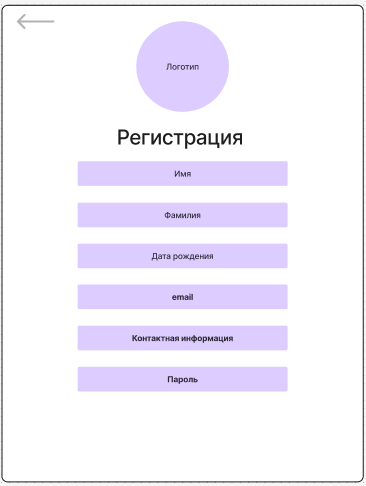 Логотип
Регистрация
Имя
Фамилия
Дата рождения
email
Контактная информация
Пароль